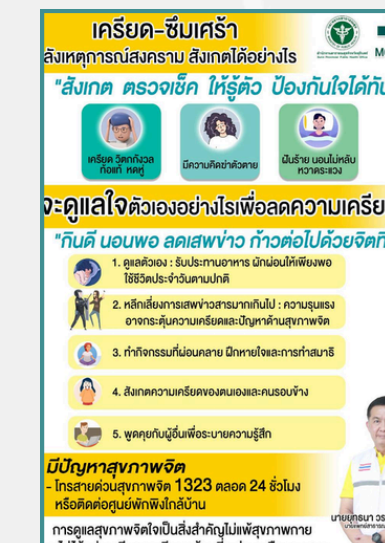 เครียด-ซึมเศร้า
หลังเหตุการณ์สงคราม สังเกตได้อย่างไร
"สังเกต ตรวจเช็ค ให้รู้ตัว ป้องกันใจได้ทัน
เครียด วิตกกังวล
ท้อแท้ หดหู่
มีความคิดฆ่าตัวตาย
ฝันร้าย นอนไม่หลับ
หวาดระแวง
จะดูแลใจตัวเองอย่างไรเพื่อลดความเครีย
"กินดี นอนพอ ลดเสพข่าว ก้าวต่อไปด้วยจิตที่
1. ดูแลตัวเอง : รับประทานอาหาร พักผ่อนให้เพียงพอ
ใช้ชีวิตประจำวันตามปกติ
2. หลีกเลี่ยงการเสพข่าวสารมากเกินไป : ความรุนแรง
อาจกระตุ้นความเครียดและปัญหาด้านสุขภาพจิต
3. ทำกิจกรรมที่ผ่อนคลาย ฝึกหายใจและการทำสมาธิ
4. สังเกตความเครียดของตนเองและคนรอบข้าง
5. พูดคุยกับผู้อื่นเพื่อระบายความรู้สึก
มีปัญหาสุขภาพจิต
- โทรสายด่วนสุขภาพจิต 1323 ตลอด 24 ชั่วโมง
หรือติดต่อศูนย์พักพิงใกล้บ้าน
การดูแลสุขภาพจิตใจเป็นสิ่งสำคัญไม่แพ้สุขภาพกาย